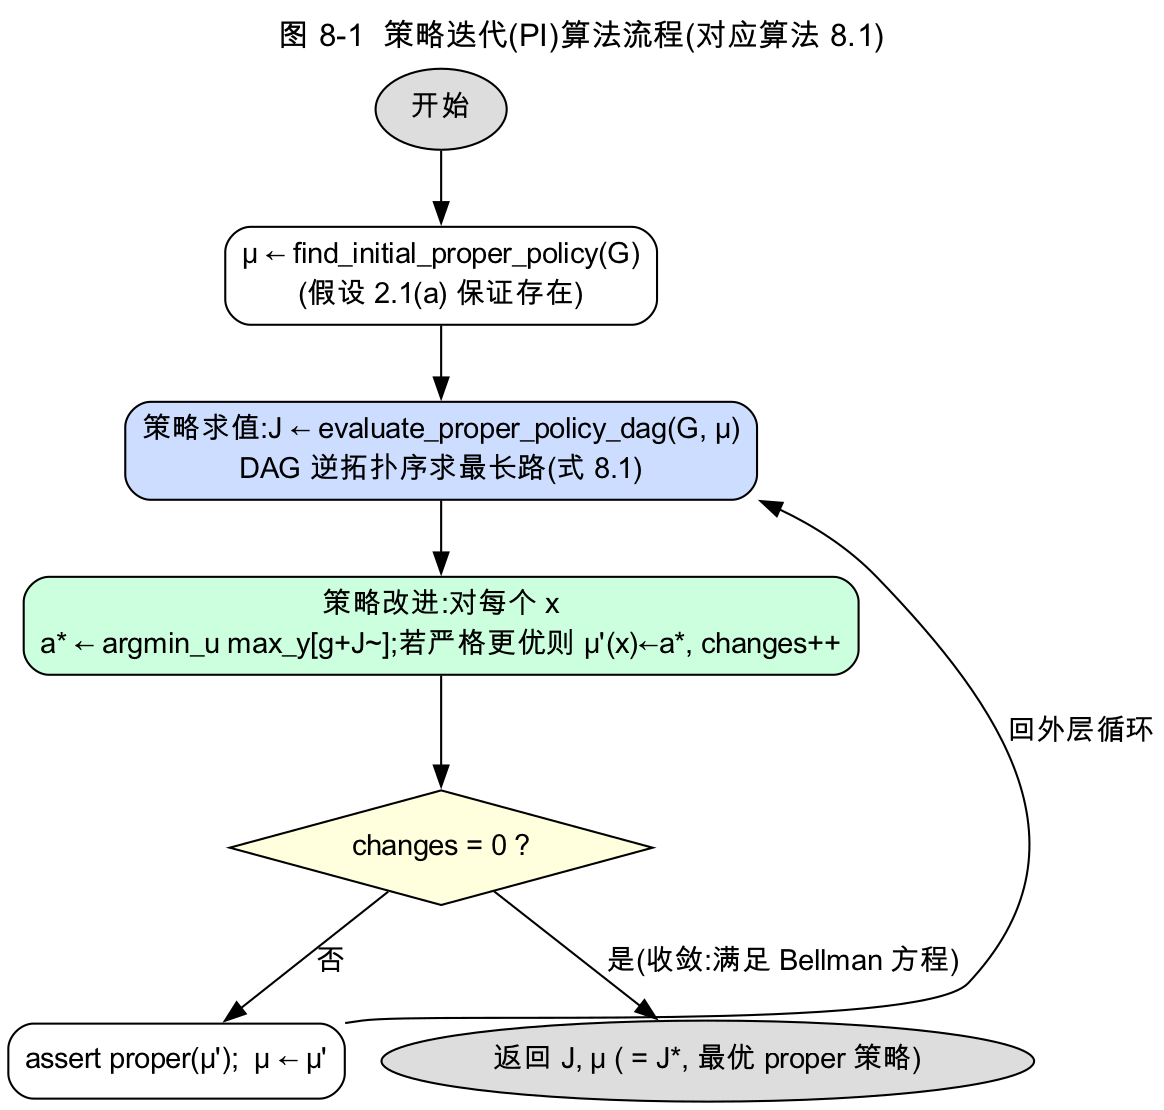 图 8-1  策略迭代(PI)算法流程(对应算法 8.1)
开始
μ ← find_initial_proper_policy(G)
(假设 2.1(a) 保证存在)
策略求值:J ← evaluate_proper_policy_dag(G, μ)
DAG 逆拓扑序求最长路(式 8.1)
策略改进:对每个 x
a* ← argmin_u max_y[g+J~];若严格更优则 μ'(x)←a*, changes++
回外层循环
changes = 0 ?
否
是(收敛:满足 Bellman 方程)
assert proper(μ');  μ ← μ'
返回 J, μ ( = J*, 最优 proper 策略)